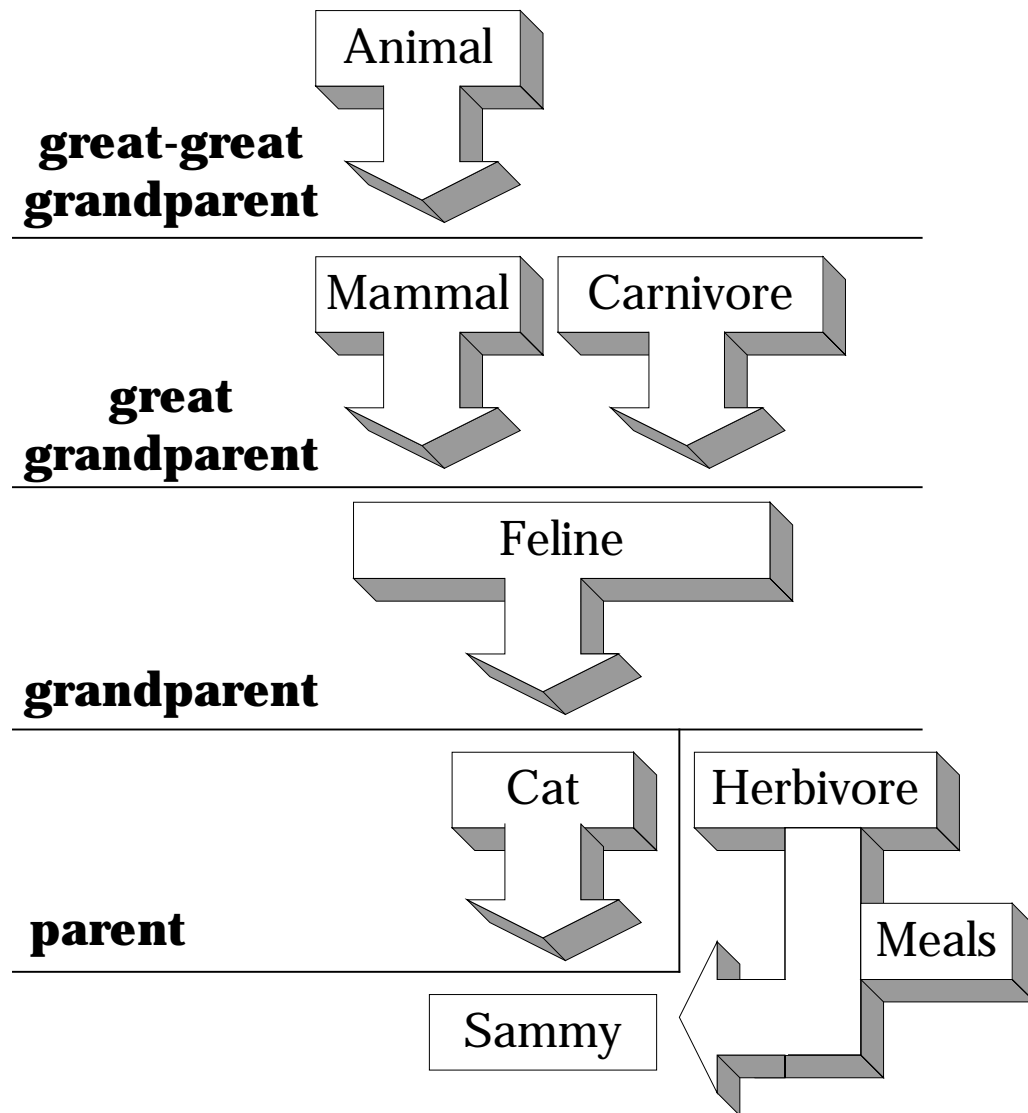 Animal
great-great
grandparent
Mammal
Carnivore
great
grandparent
Feline
grandparent
Cat
Herbivore
parent
Meals
Sammy